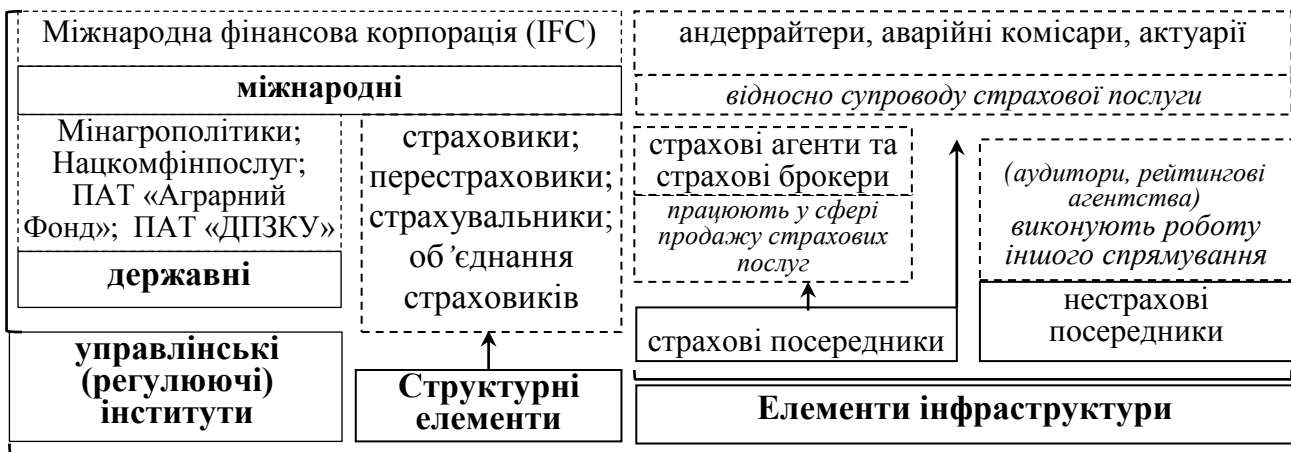 Міжнародна фінансова корпорація (IFC)
міжнародні
Мінагрополітики;
Нацкомфінпослуг;
ПАТ «Аграрний
Фонд»; ПАТ «ДПЗКУ»
державні
управлінські
(регулюючі)
інститути
страховики;
перестраховики;
страхувальники;
об’єднання
страховиків
Структурні
елементи
андеррайтери, аварійні комісари, актуарії
відносно супроводу страхової послуги
страхові агенти та
страхові брокери
працюють у сфері
продажу страхових
послуг
страхові посередники
(аудитори, рейтингові
агентства)
виконують роботу
іншого спрямування
нестрахові
посередники
Елементи інфраструктури